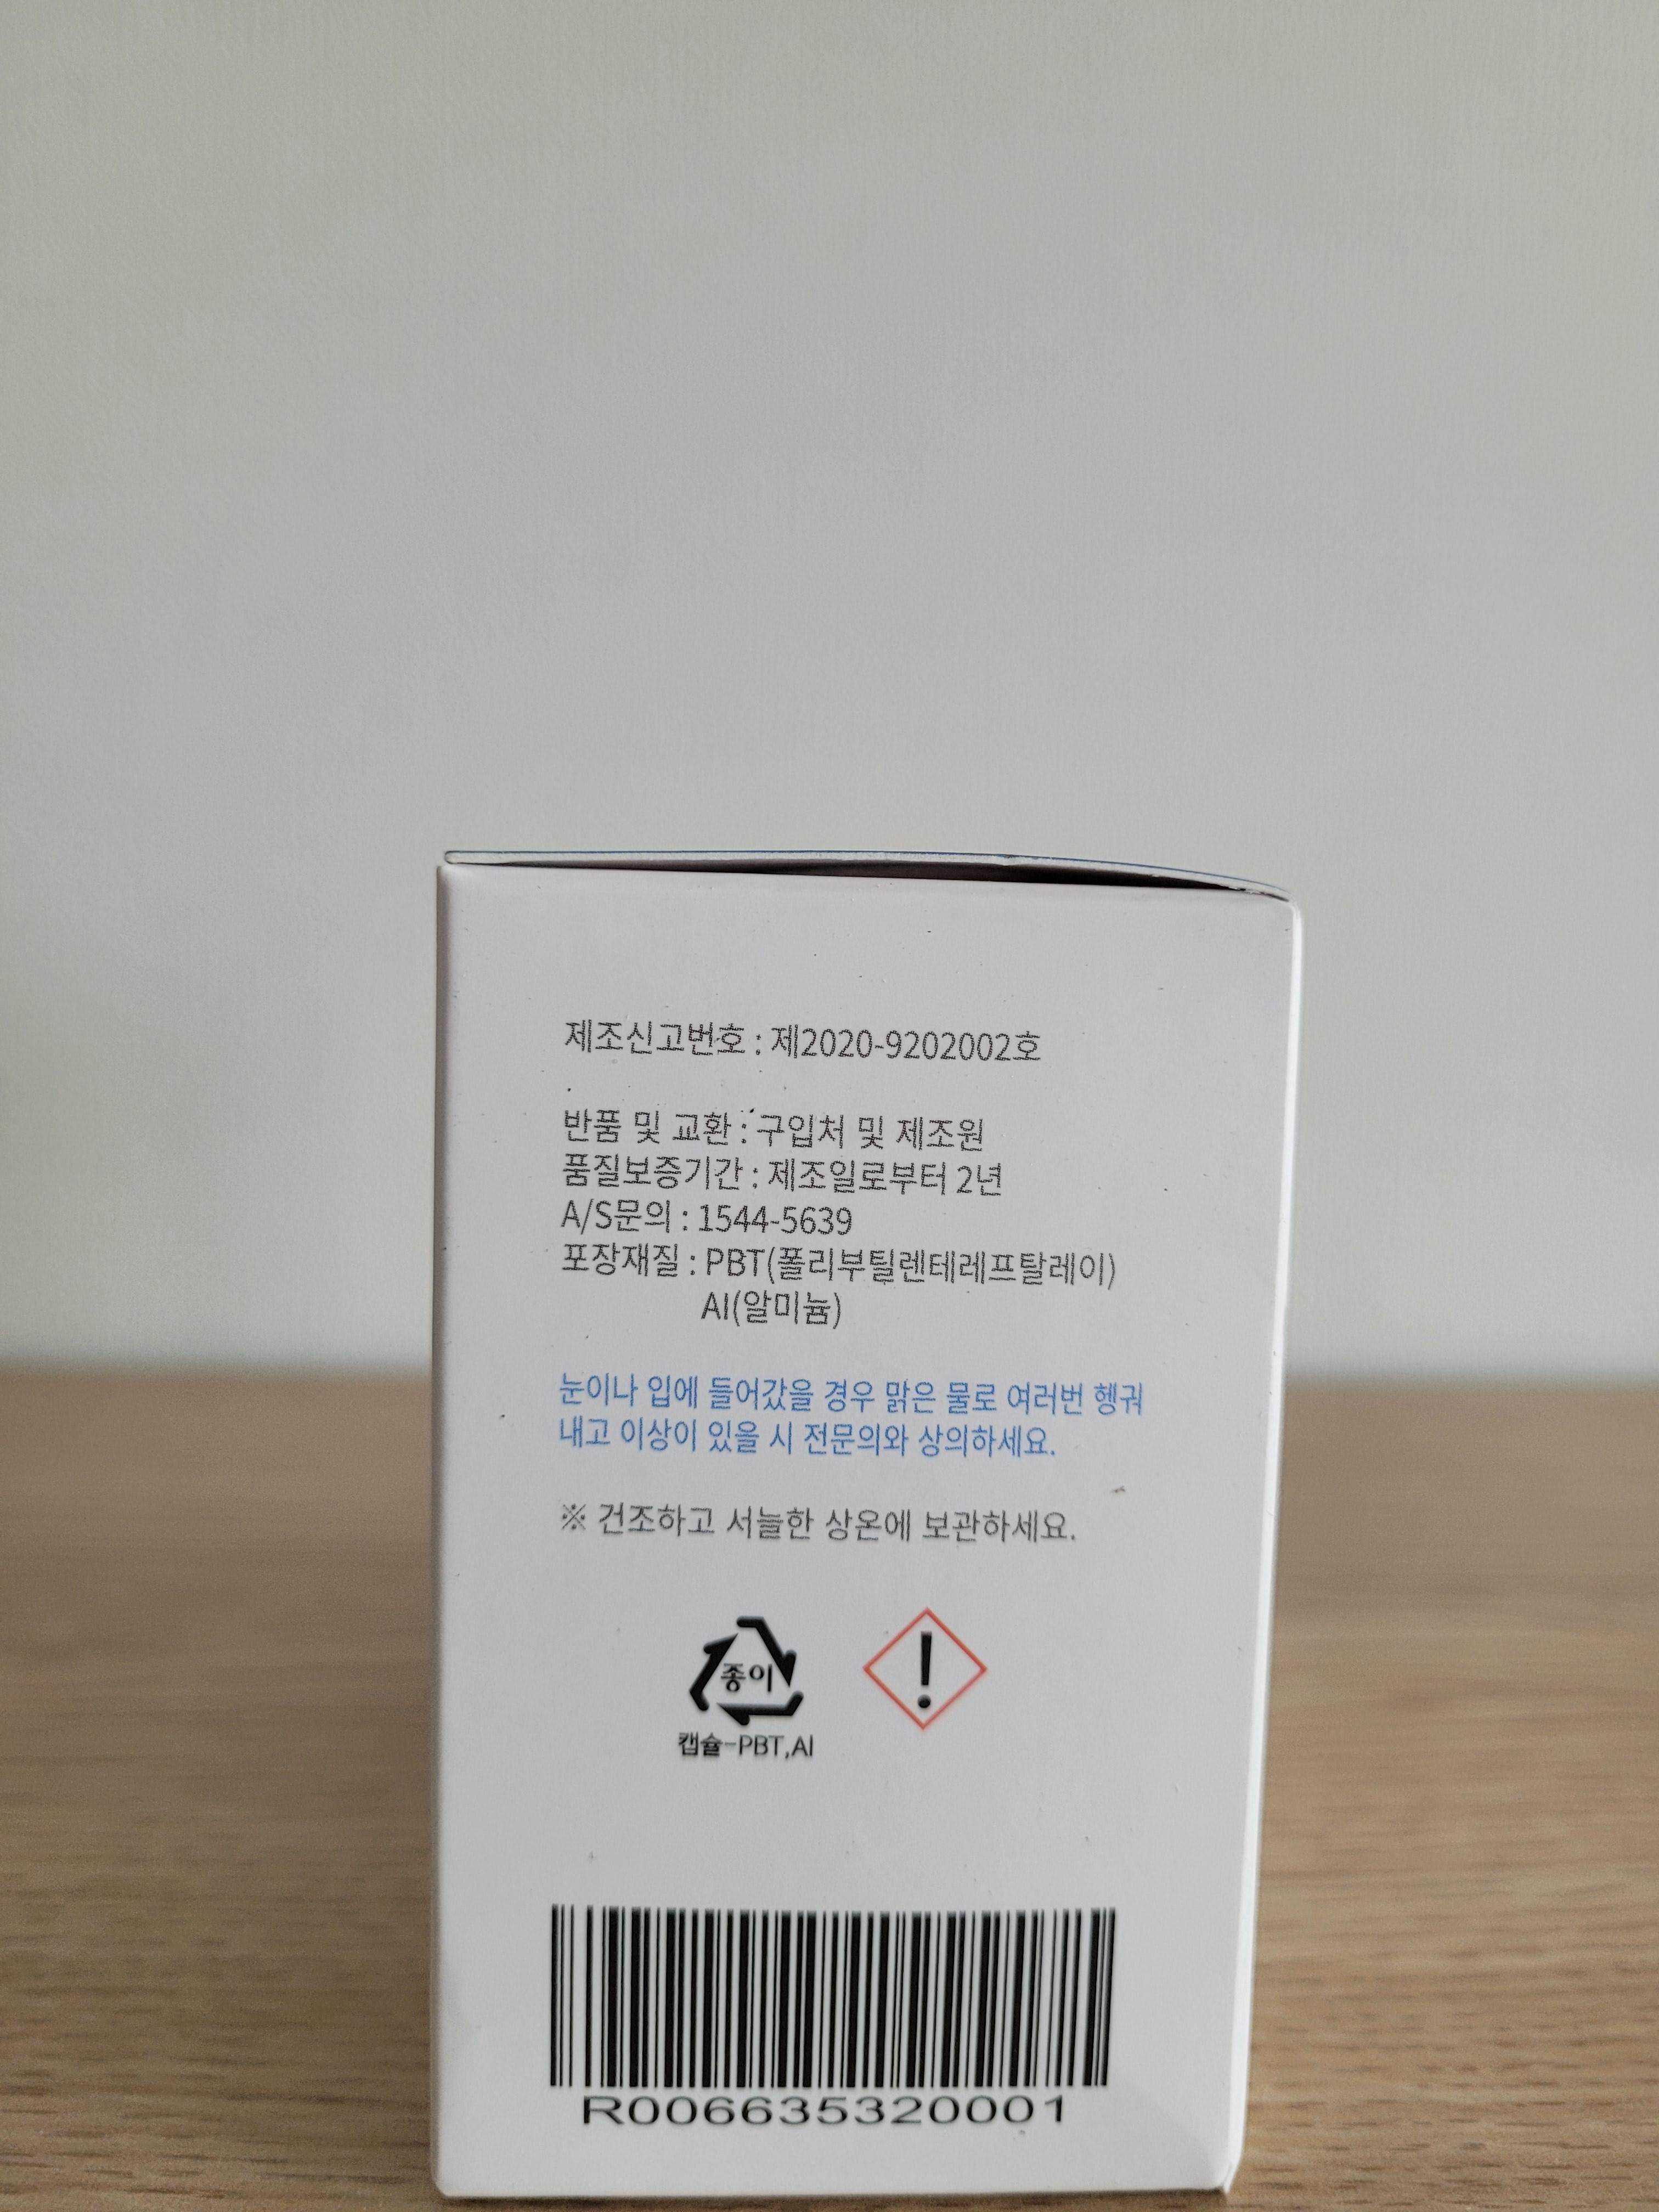 제조신고번호 : 제2020-9202002호
반품 및 교환 : 구입처 및 제조원
품질보증기간 : 제조일로부터 2년
A/S문의 : 1544-5639
포장재질 : PBT(폴리부틸렌테레프탈레이)
AI(알미늄)
눈이나 입에 들어갔을 경우 맑은 물로 여러번 헹궈
내고 이상이 있을 시 전문의와 상의하세요.
※ 건조하고 서늘한 상온에 보관하세요.
종이
캡슐-PBT,AI
R006635320001